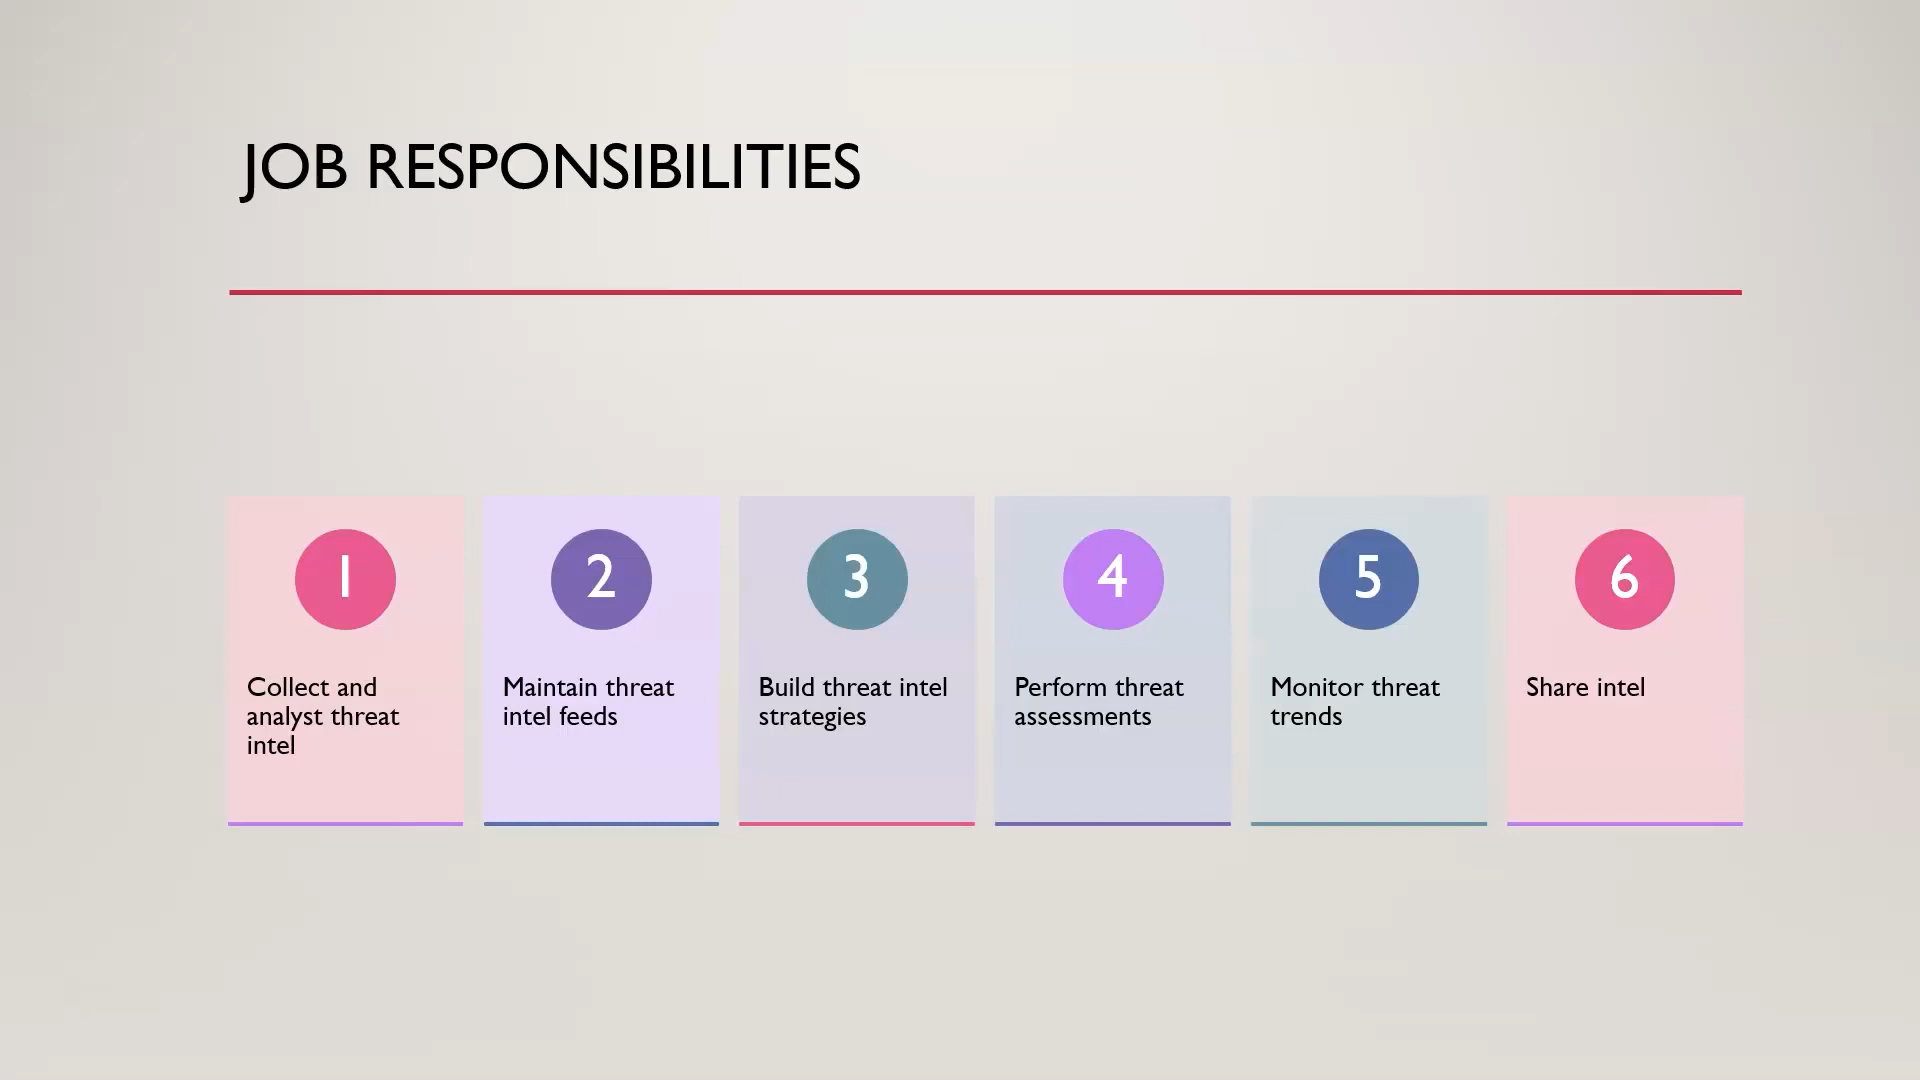 JOB RESPONSIBILITIES
1
Collect and
analyst threat
intel
2
Maintain threat
intel feeds
3
Build threat intel
strategies
4
Perform threat
assessments
5
Monitor threat
trends
6
Share intel